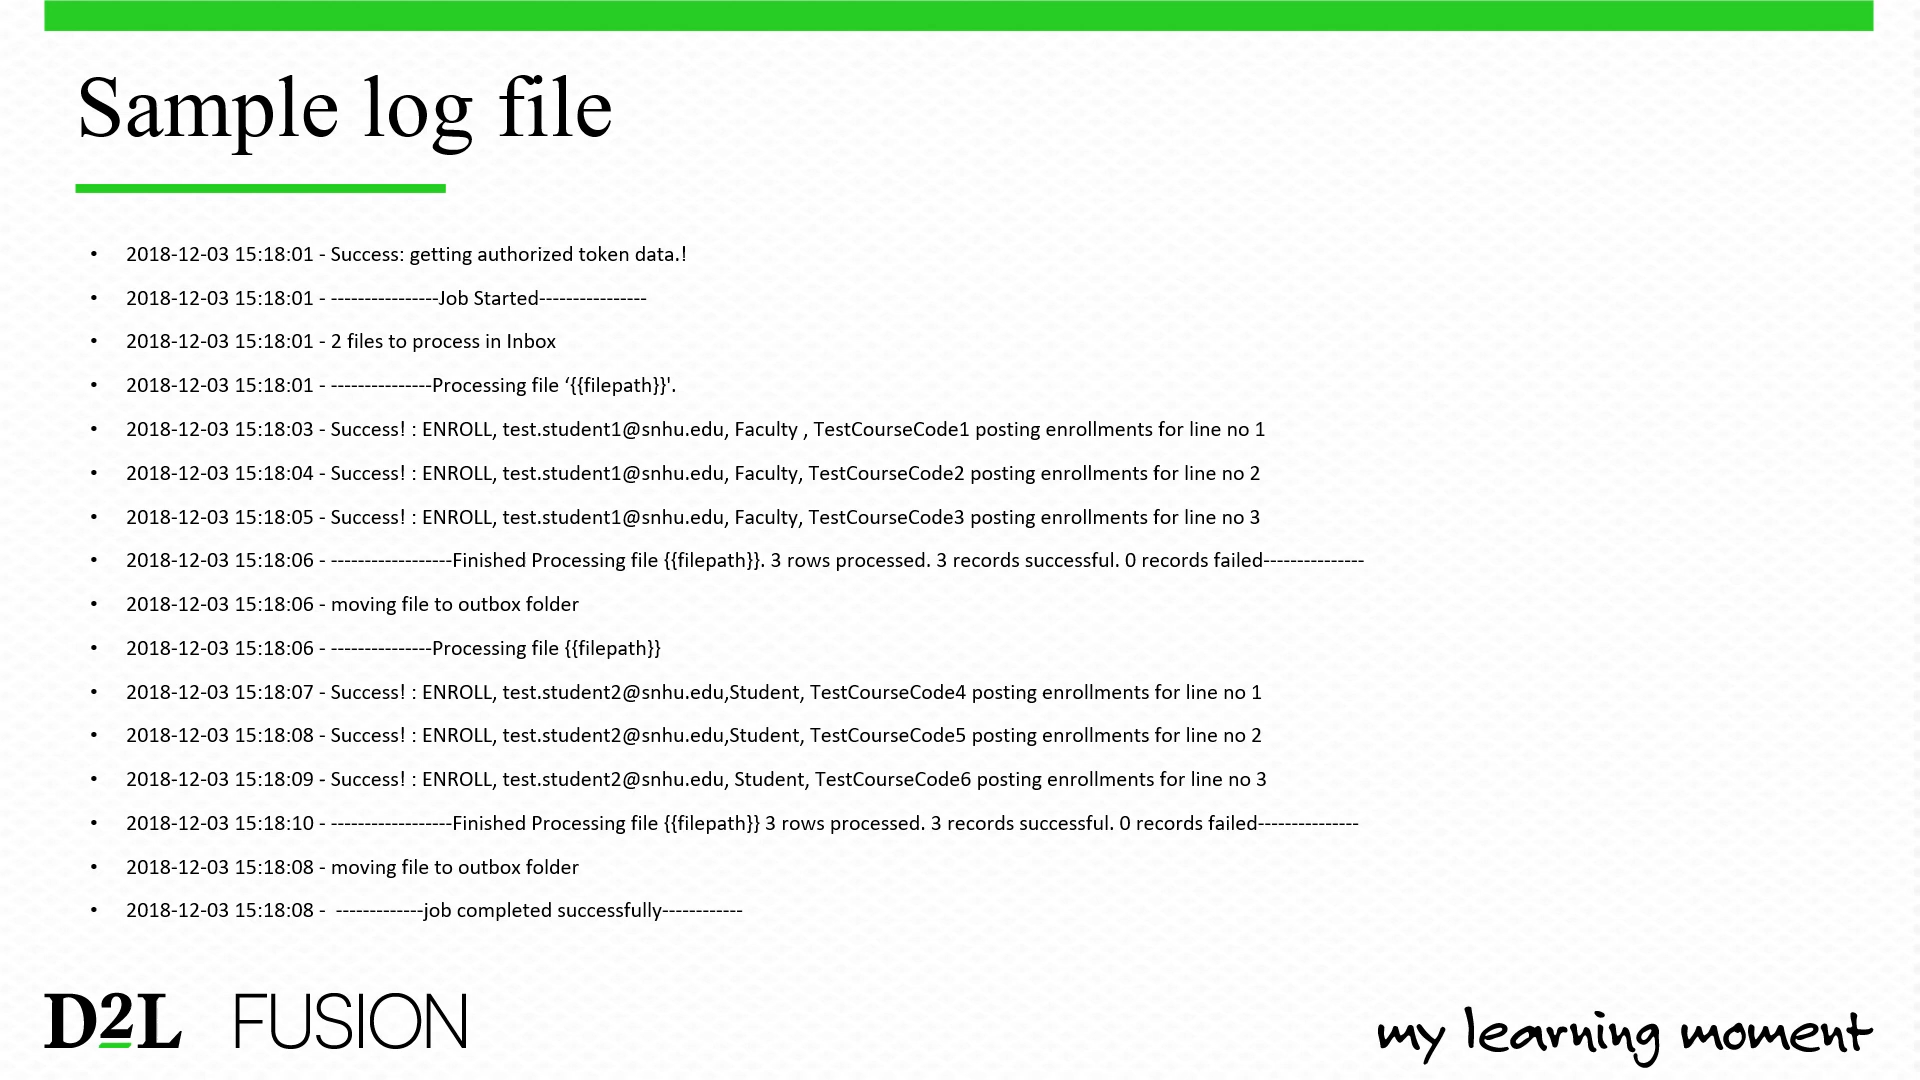 Sample log file
• 2018-12-03 15:18:01 - Success: getting authorized token data.!
• 2018-12-03 15:18:01 - ----------------Job Started----------------
• 2018-12-03 15:18:01 - 2 files to process in Inbox
• 2018-12-03 15:18:01 - ---------------Processing file ‘{{filepath}}'.
• 2018-12-03 15:18:03 - Success! : ENROLL, test.student1@snhu.edu, Faculty , TestCourseCode1 posting enrollments for line no 1
• 2018-12-03 15:18:04 - Success! : ENROLL, test.student1@snhu.edu, Faculty, TestCourseCode2 posting enrollments for line no 2
• 2018-12-03 15:18:05 - Success! : ENROLL, test.student1@snhu.edu, Faculty, TestCourseCode3 posting enrollments for line no 3
• 2018-12-03 15:18:06 - ------------------Finished Processing file {{filepath}}. 3 rows processed. 3 records successful. 0 records failed---------------
• 2018-12-03 15:18:06 - moving file to outbox folder
• 2018-12-03 15:18:06 - ---------------Processing file {{filepath}}
• 2018-12-03 15:18:07 - Success! : ENROLL, test.student2@snhu.edu,Student, TestCourseCode4 posting enrollments for line no 1
• 2018-12-03 15:18:08 - Success! : ENROLL, test.student2@snhu.edu,Student, TestCourseCode5 posting enrollments for line no 2
• 2018-12-03 15:18:09 - Success! : ENROLL, test.student2@snhu.edu, Student, TestCourseCode6 posting enrollments for line no 3
• 2018-12-03 15:18:10 - ------------------Finished Processing file {{filepath}} 3 rows processed. 3 records successful. 0 records failed---------------
• 2018-12-03 15:18:08 - moving file to outbox folder
• 2018-12-03 15:18:08 -  -------------job completed successfully------------
D2L FUSION
my learning moment